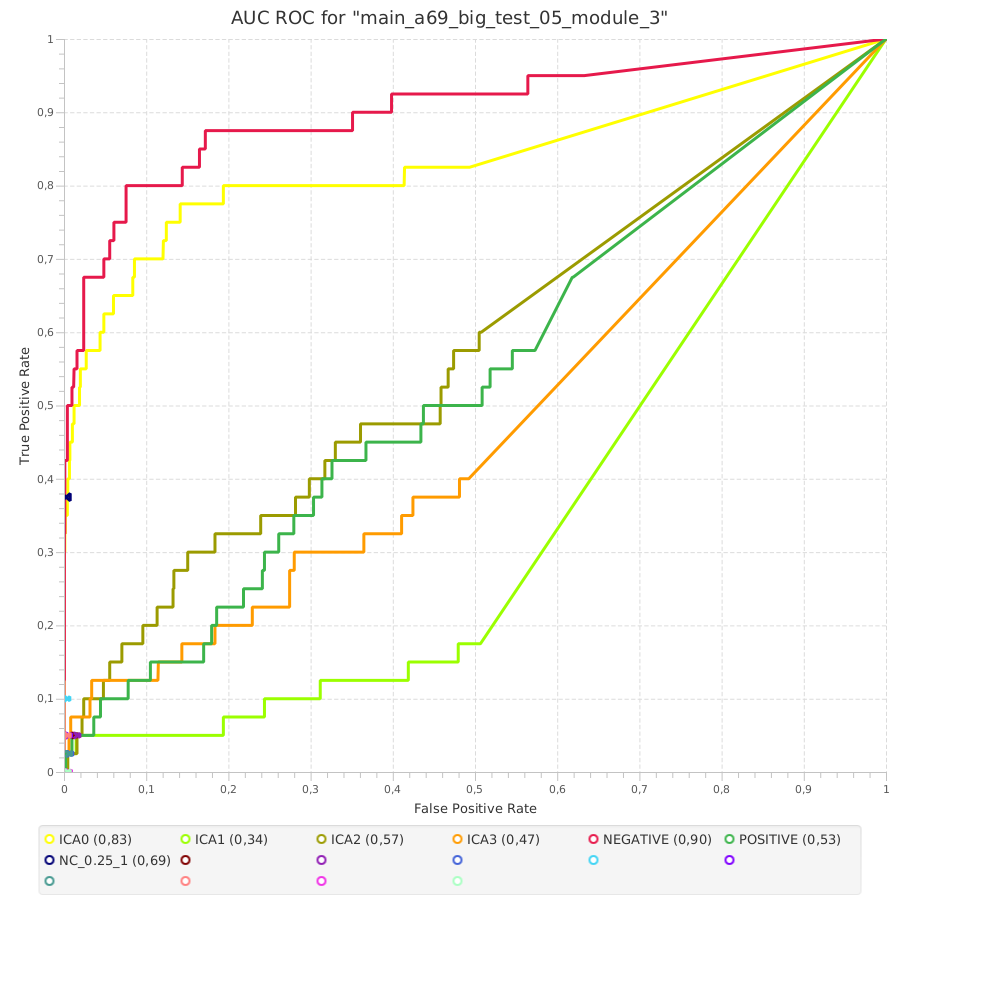 AUC ROC for "main_a69_big_test_05_module_3"
True Positive Rate
1
0,9
0,8
0,7
0,6
0,5
0,4
0,3
0,2
0,1
0
0 0,1 0,2 0,3 0,4 0,5 0,6 0,7 0,8 0,9 1
False Positive Rate
ICA0 (0,83) ICA1 (0,34) ICA2 (0,57) ICA3 (0,47) NEGATIVE (0,90) POSITIVE (0,53)
NC_0.25_1 (0,69)